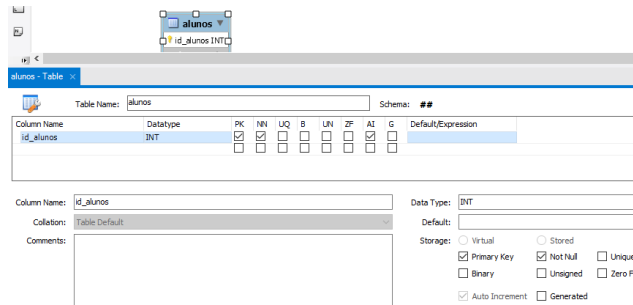 alunos
id_alunos INT
alunos - Table
Table Name: alunos Schema: ##
Column Name Datatype PK NN UQ B UN ZF AI G Default/Expression
id_alunos INT
Column Name: id_alunos Data Type: INT
Collation: Table Default Default:
Comments: Storage: Virtual Stored
Primary Key Not Null Unique
Binary Unsigned Zero F
Auto Increment Generated